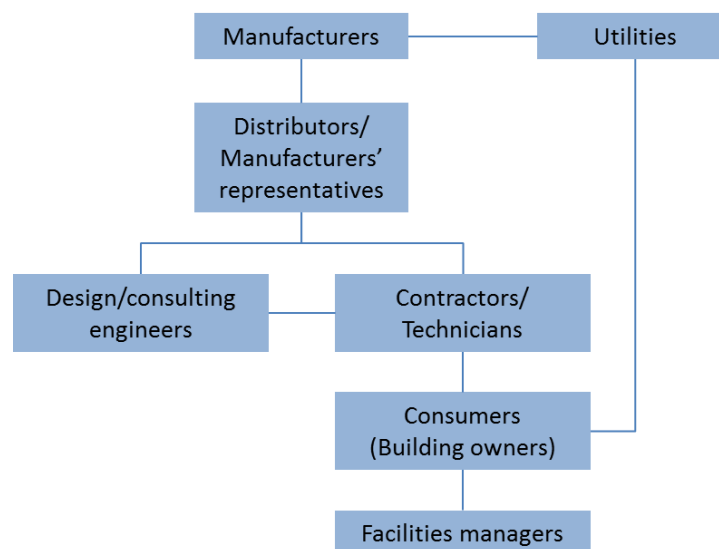 Manufacturers
Utilities
Distributors/
Manufacturers’
representatives
Design/consulting
engineers
Contractors/
Technicians
Consumers
(Building owners)
Facilities managers